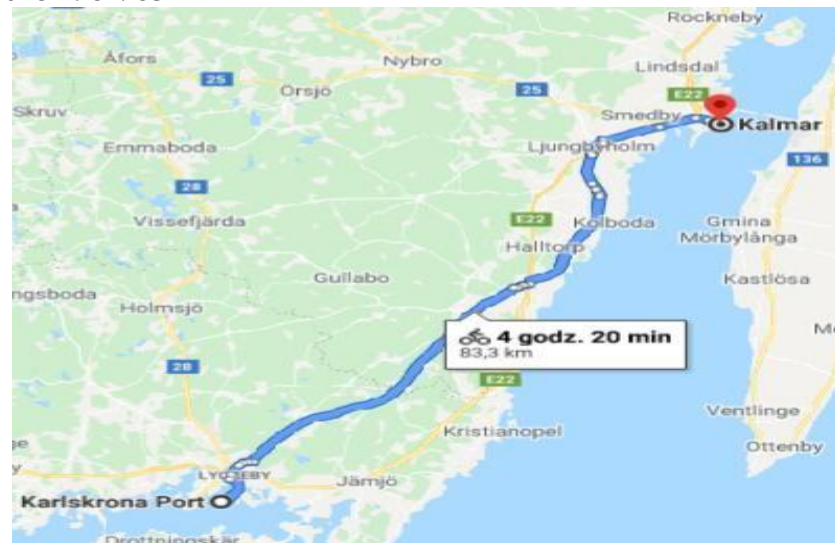 Rockneby
Åfors
Nybro
Lindsdal
25
Orsjö
25
E22
Skruv
Smedby
Kalmar
Emmaboda
Ljungbyholm
136
28
Vissefjärda
E22
Kolboda
Gmina
Mörbylånga
Halltorp
Gullabo
Kastlösa
ngsboda
Holmsjö
4 godz. 20 min
83,3 km
28
E22
Ventlinge
Kristianopel
Ottenby
LYCKEBY
Jämjö
Karlskrona Port
Drottningskär